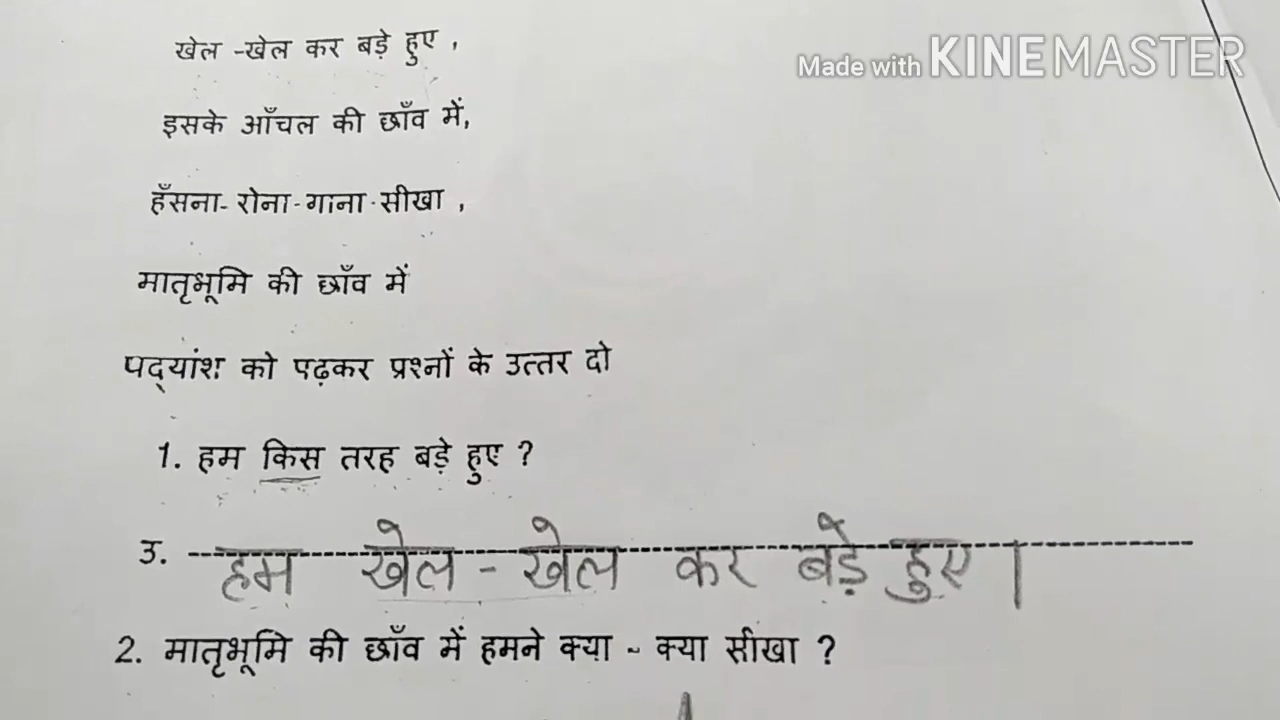 खेल -खेल कर बड़े हुए ,
Made with KINEMASTER
इसके आँचल की छाँव में,
हँसना- रोना-गाना-सीखा ,
मातृभूमि की छाँव में
पद्यांश को पढ़कर प्रश्नों के उत्तर दो
1. हम किस तरह बड़े हुए ?
उ. हम खेल - खेल कर बड़े हुए ।
2. मातृभूमि की छाँव में हमने क्या - क्या सीखा ?